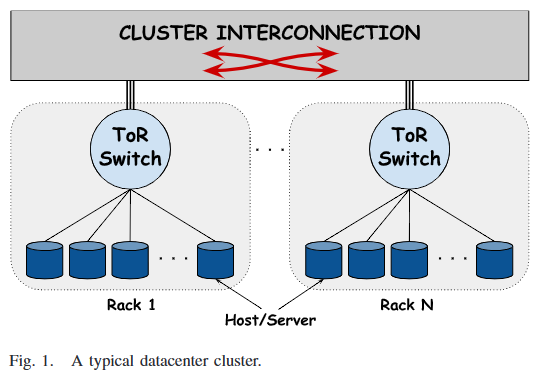 CLUSTER INTERCONNECTION
ToR
Switch
. . .
ToR
Switch
. . .
. . .
Rack 1
Rack N
Host/Server
Fig. 1. A typical datacenter cluster.